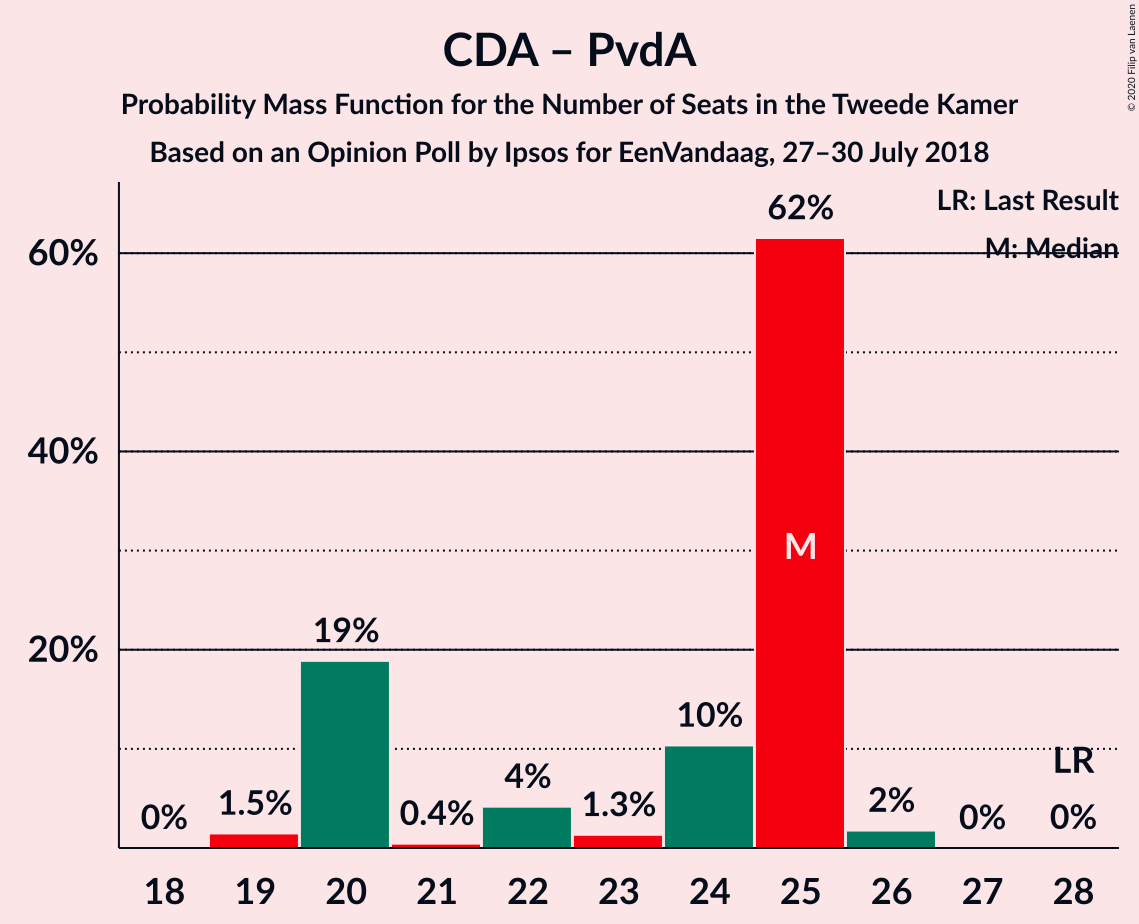 © 2020 Filip van Laenen
CDA – PvdA
Probability Mass Function for the Number of Seats in the Tweede Kamer
Based on an Opinion Poll by Ipsos for EenVandaag, 27–30 July 2018
LR: Last Result
M: Median
60%
40%
20%
0%
1.5%
19%
0.4%
4%
1.3%
10%
62%
M
2%
0%
LR
0%
18 19 20 21 22 23 24 25 26 27 28